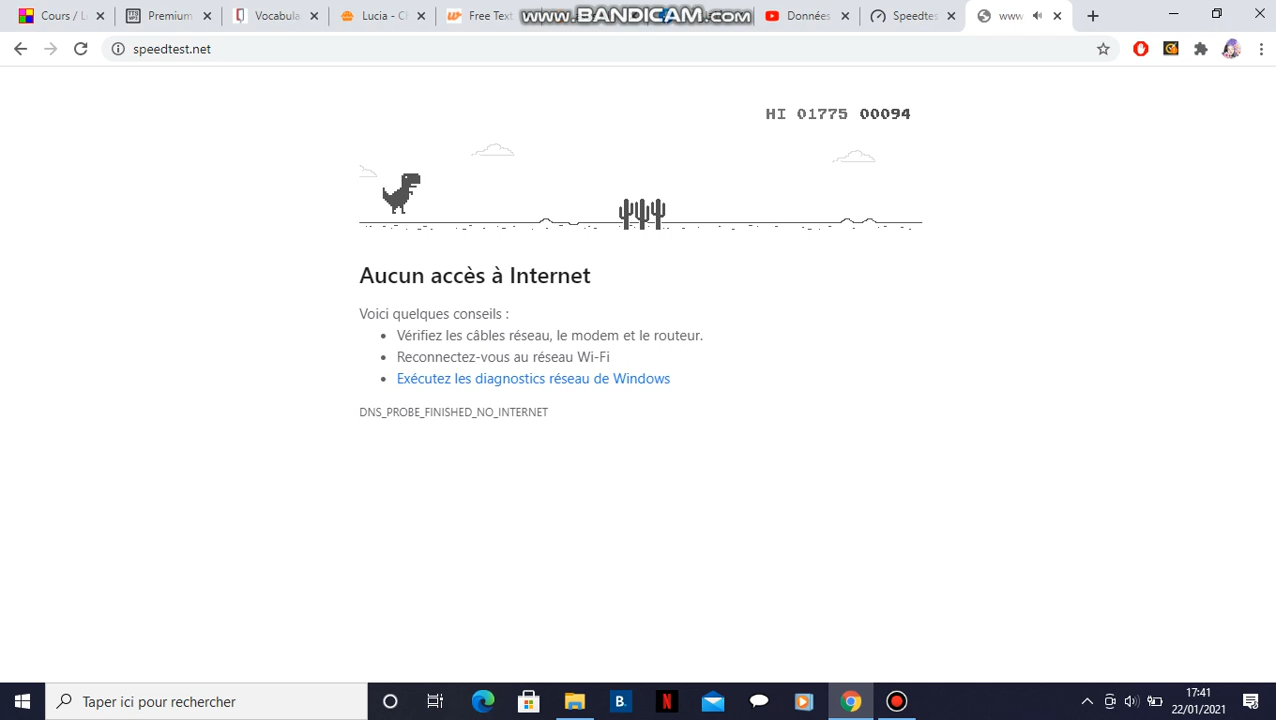 Cours
Premium
Vocabula
Lucia - C
Free Text
www.BANDICAM.com
Données
Speedtes
www
speedtest.net
HI 01775 00094
Aucun accès à Internet
Voici quelques conseils :
• Vérifiez les câbles réseau, le modem et le routeur.
• Reconnectez-vous au réseau Wi-Fi
• Exécutez les diagnostics réseau de Windows
DNS_PROBE_FINISHED_NO_INTERNET
Taper ici pour rechercher
B.
N
17:41
22/01/2021